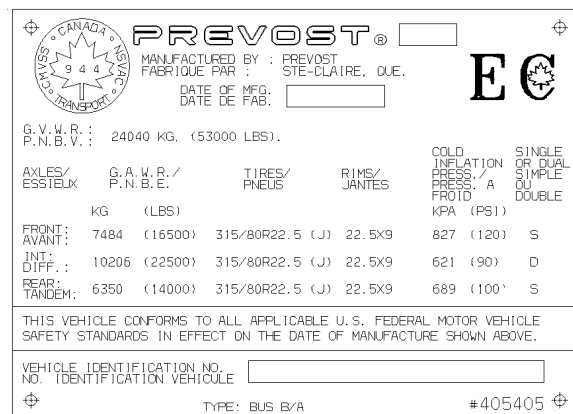 CANADA
CMVSS NSVAC
944
TRANSPORT
PREVOST ®
MANUFACTURED BY : PREVOST
FABRIQUE PAR : STE-CLAIRE, QUE.
DATE OF MFG.
DATE DE FAB.
EC
G.V.W.R.:
P.N.B.V.: 24040 KG. (53000 LBS).
AXLES/
ESSIEUX
G.A.W.R./
P.N.B.E.
TIRES/
PNEUS
RIMS/
JANTES
COLD
INFLATION
PRESS./
PRESS. A
FROID
SINGLE
OR DUAL
SIMPLE
OU
DOUBLE
KG (LBS) KPA (PSI)
FRONT:
AVANT: 7484 (16500) 315/80R22.5 (J) 22.5X9 827 (120) S
INT:
DIFF.: 10206 (22500) 315/80R22.5 (J) 22.5X9 621 (90) D
REAR:
TANDEM: 6350 (14000) 315/80R22.5 (J) 22.5X9 689 (100) S
THIS VEHICLE CONFORMS TO ALL APPLICABLE U.S. FEDERAL MOTOR VEHICLE
SAFETY STANDARDS IN EFFECT ON THE DATE OF MANUFACTURE SHOWN ABOVE.
VEHICLE IDENTIFICATION NO.
NO. IDENTIFICATION VEHICULE
TYPE: BUS B/A #405405